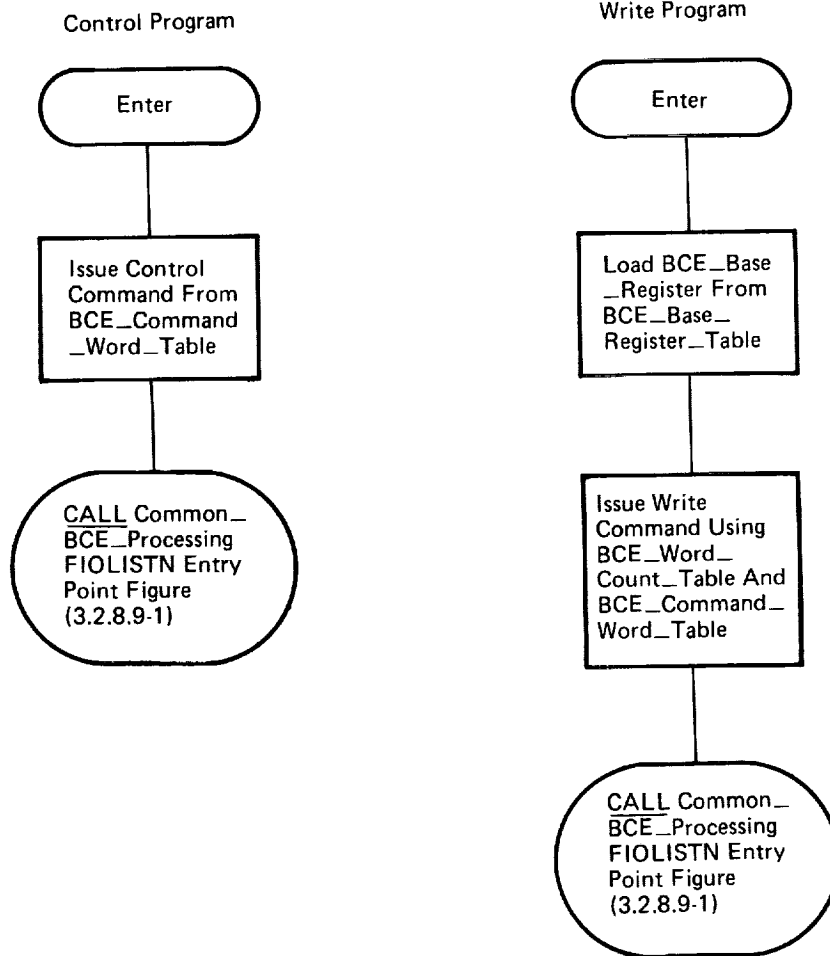 Control Program
Enter
Issue Control
Command From
BCE_Command
_Word_Table
CALL Common_
BCE_Processing
FIOLISTN Entry
Point Figure
(3.2.8.9-1)
Write Program
Enter
Load BCE_Base
_Register From
BCE_Base_
Register_Table
Issue Write
Command Using
BCE_Word_
Count_Table And
BCE_Command_
Word_Table
CALL Common_
BCE_Processing
FIOLISTN Entry
Point Figure
(3.2.8.9-1)